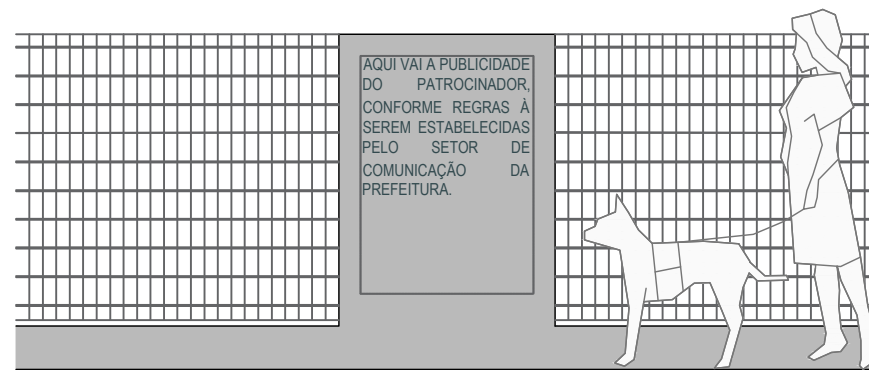 AQUI VAI A PUBLICIDADE
DO PATROCINADOR,
CONFORME REGRAS À
SEREM ESTABELECIDAS
PELO SETOR DE
COMUNICAÇÃO DA
PREFEITURA.